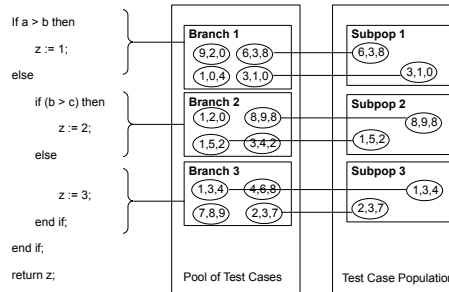 If a > b then
z := 1;
else
if (b > c) then
z := 2;
else
z := 3;
end if;
end if;
return z;
Branch 1
9,2,0 6,3,8
1,0,4 3,1,0
Branch 2
1,2,0 8,9,8
1,5,2 3,4,2
Branch 3
1,3,4 4,6,8
7,8,9 2,3,7
Pool of Test Cases
Subpop 1
6,3,8
3,1,0
Subpop 2
8,9,8
1,5,2
Subpop 3
1,3,4
2,3,7
Test Case Population